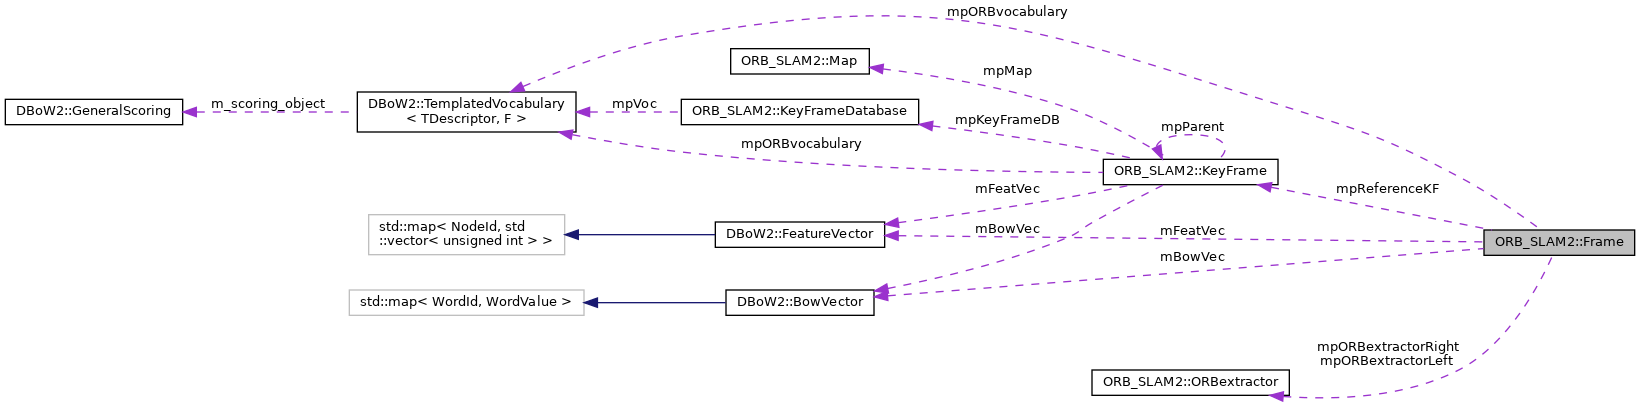 mpORBvocabulary
ORB_SLAM2::Map
mpMap
DBoW2::GeneralScoring
m_scoring_object
DBoW2::TemplatedVocabulary
< TDescriptor, F >
mpVoc
ORB_SLAM2::KeyFrameDatabase
mpKeyFrameDB
mpParent
mpORBvocabulary
ORB_SLAM2::KeyFrame
mFeatVec
mpReferenceKF
std::map< NodeId, std
::vector< unsigned int > >
DBoW2::FeatureVector
mBowVec
mFeatVec
ORB_SLAM2::Frame
mBowVec
std::map< WordId, WordValue >
DBoW2::BowVector
mpORBextractorRight
mpORBextractorLeft
ORB_SLAM2::ORBextractor